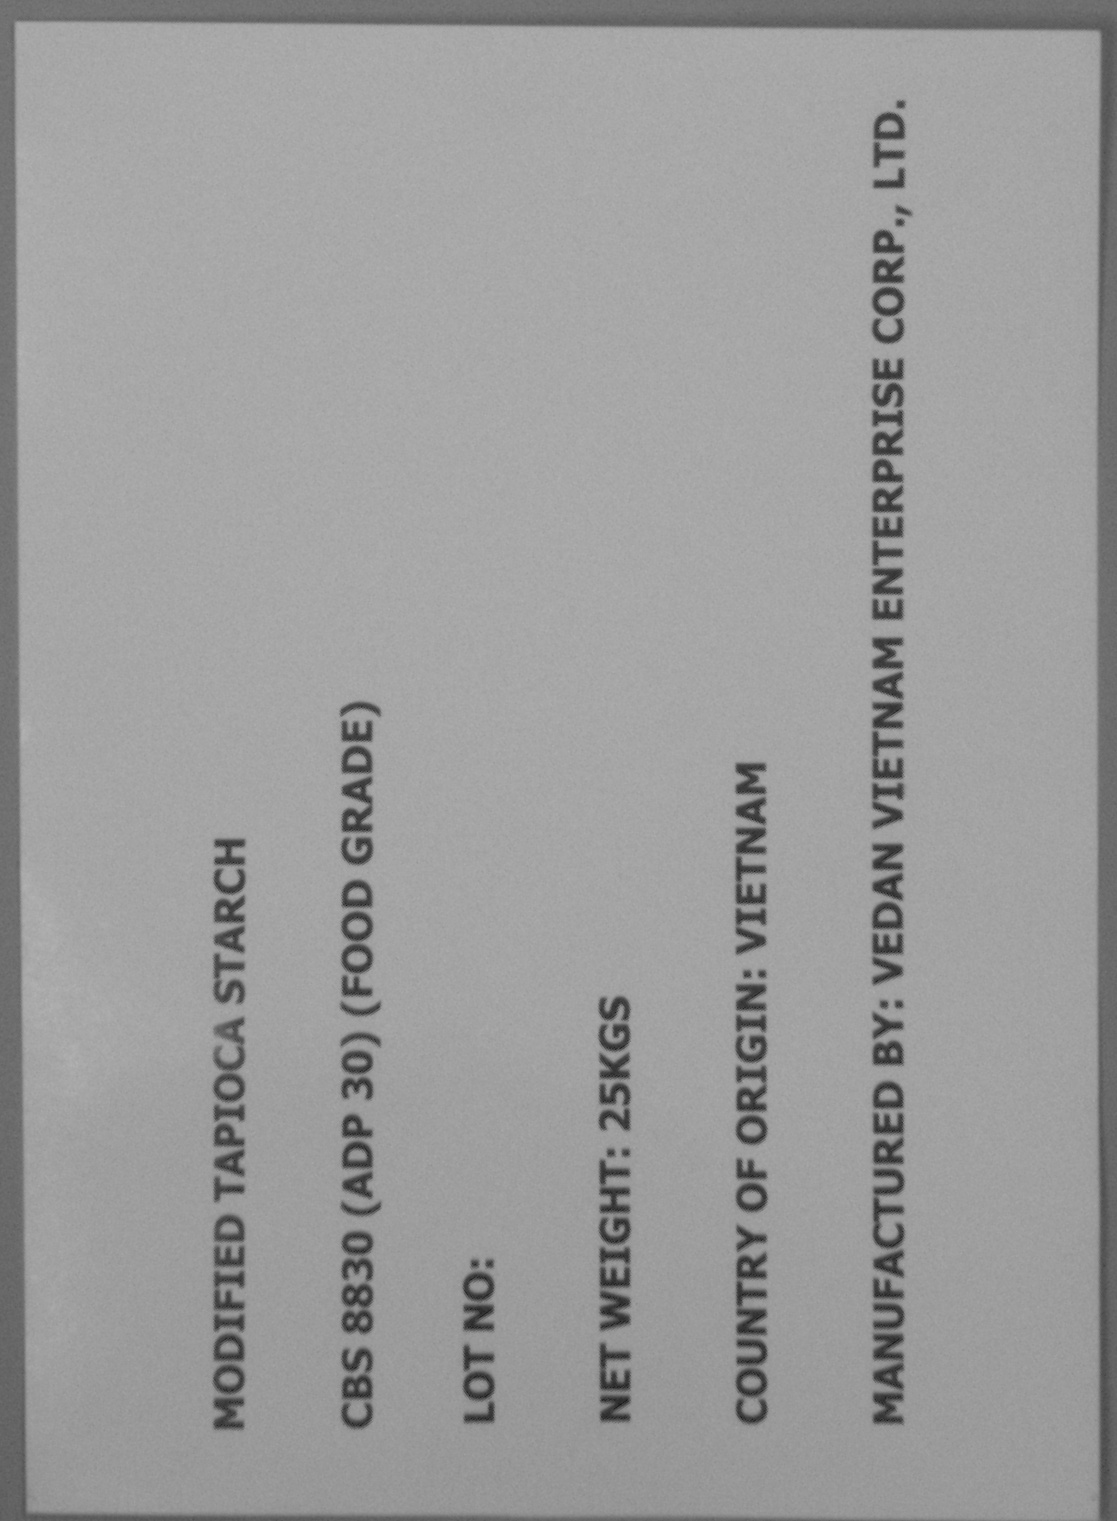 MODIFIED TAPIOCA STARCH
CBS 8830 (ADP 30) (FOOD GRADE)
LOT NO:
NET WEIGHT: 25KGS
COUNTRY OF ORIGIN: VIETNAM
MANUFACTURED BY: VEDAN VIETNAM ENTERPRISE CORP., LTD.